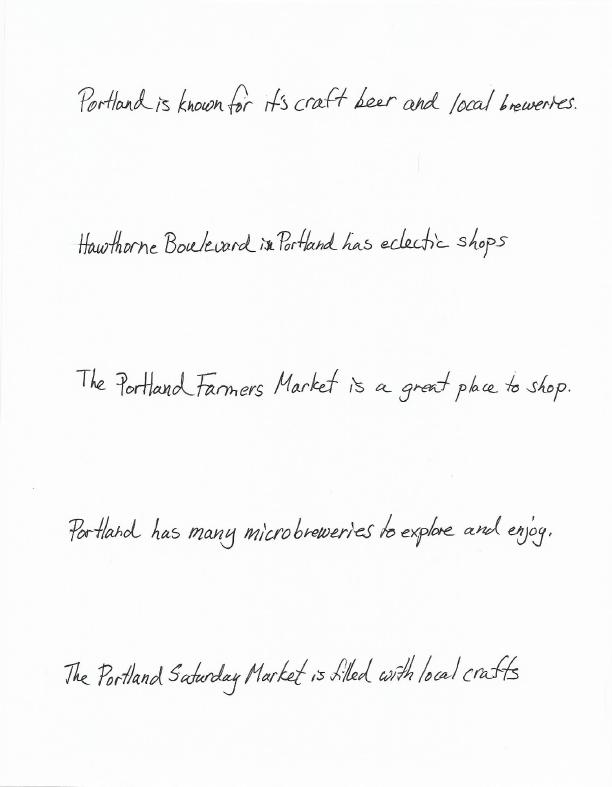 Portland is known for it's craft beer and local breweries.
Hawthorne Boulevard in Portland has eclectic shops
The Portland Farmers Market is a great place to shop.
Portland has many microbreweries to explore and enjoy.
The Portland Saturday Market is filled with local crafts